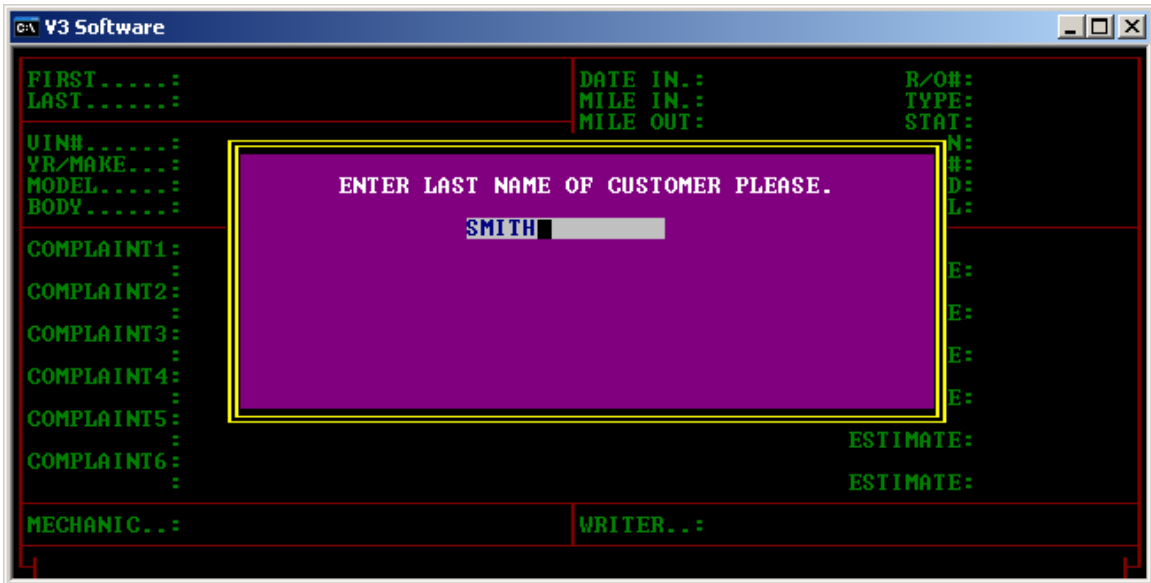 V3 Software
FIRST.....: DATE IN.: R/O#:
LAST......: MILE IN.: TYPE:
MILE OUT: STAT:
VIN#......: N:
YR/MAKE...: #:
MODEL.....: ENTER LAST NAME OF CUSTOMER PLEASE. D:
BODY......: SMITH L:
COMPLAINT1:
: E:
COMPLAINT2:
: E:
COMPLAINT3:
: E:
COMPLAINT4:
: E:
COMPLAINT5:
: ESTIMATE:
COMPLAINT6:
: ESTIMATE:
MECHANIC..: WRITER..: